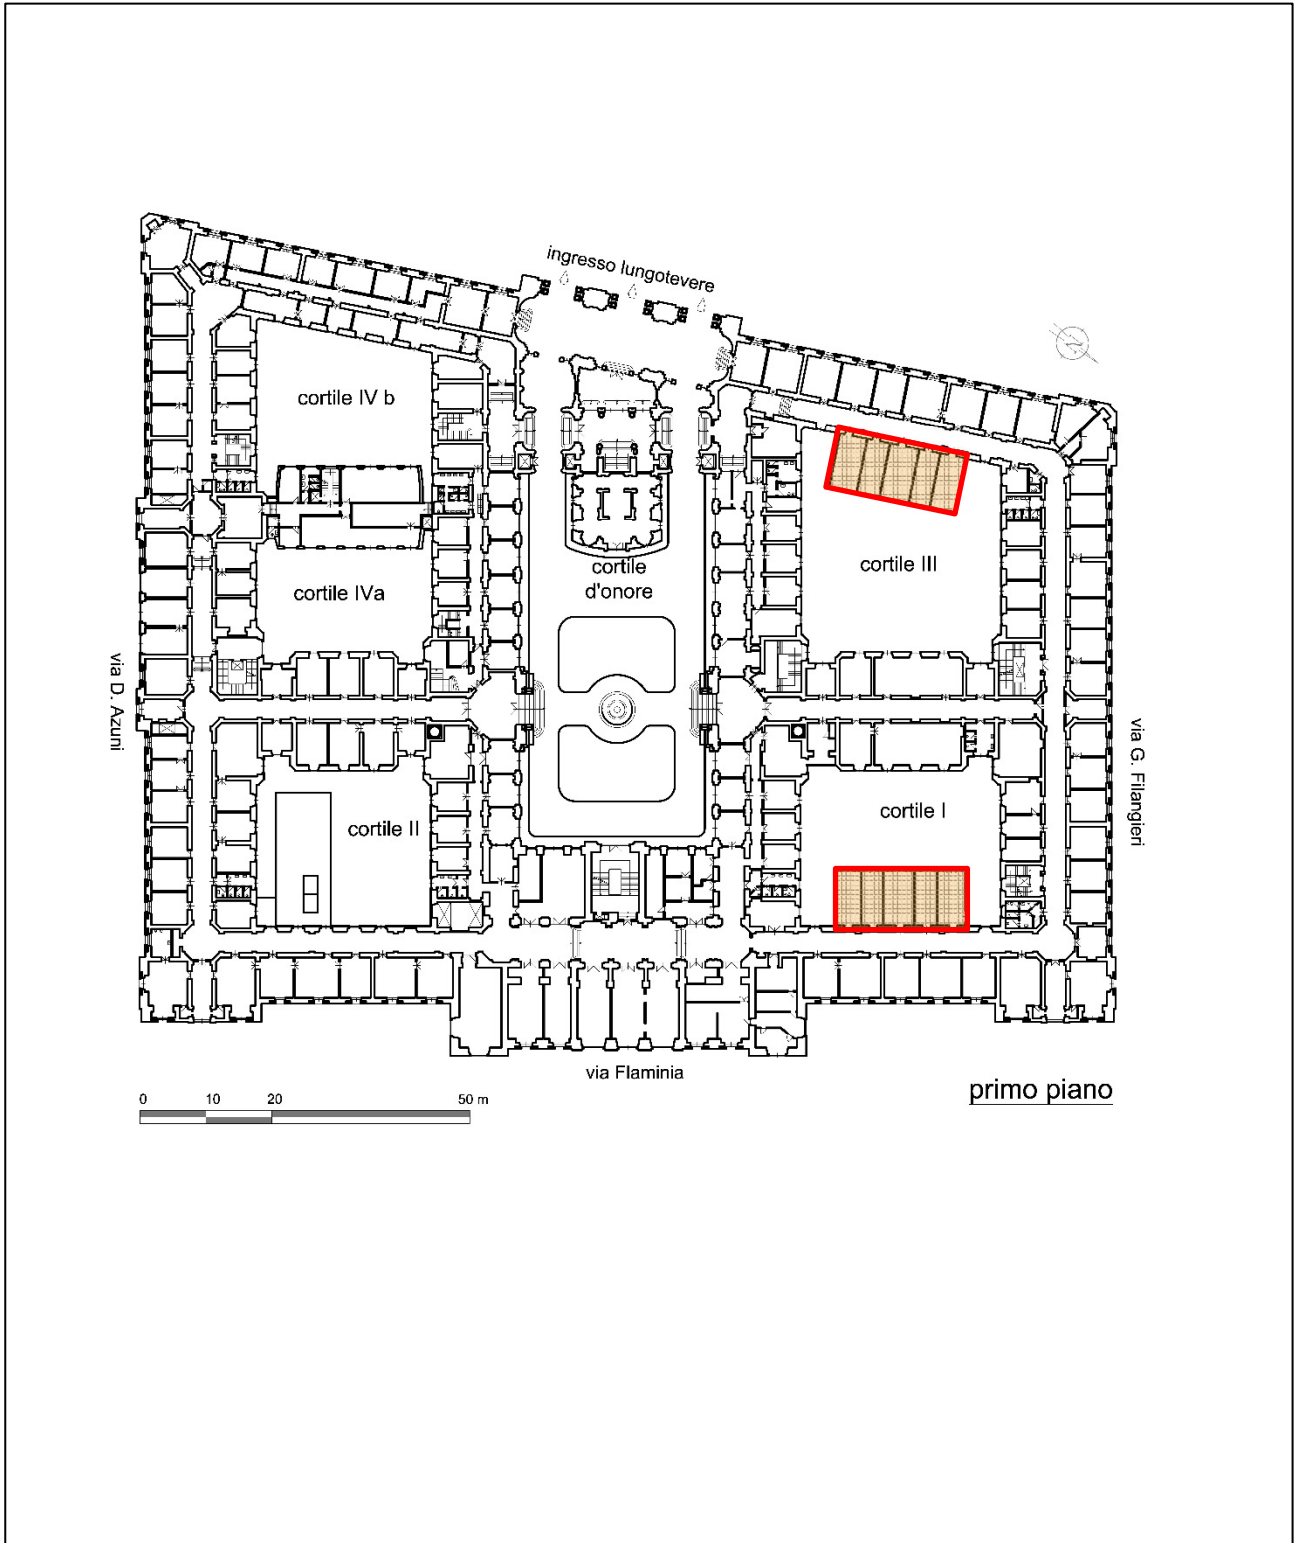 ingresso lungotevere
cortile IV b
cortile III
cortile
d'onore
cortile IVa
via D. Azuni
via G. Filangieri
cortile II
cortile I
via Flaminia
primo piano
0 10 20 50 m
N